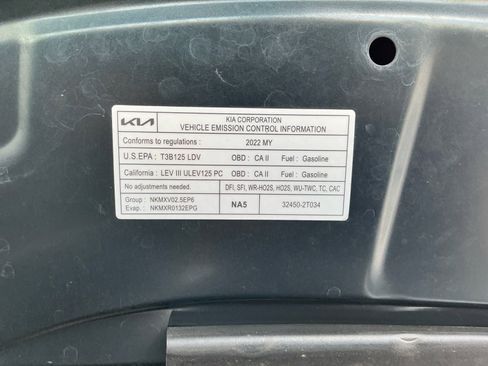 KIA
KIA CORPORATION
VEHICLE EMISSION CONTROL INFORMATION
Conforms to regulations : 2022 MY
U.S.EPA : T3B125 LDV OBD : CA II Fuel : Gasoline
California : LEV III ULEV125 PC OBD : CA II Fuel : Gasoline
No adjustments needed. DFI, SFI, WR-HO2S, HO2S, WU-TWC, TC, CAC
Group : NKMXV02.5EP6
Evap. : NKMXR0132EPG
NA5 32450-2T034